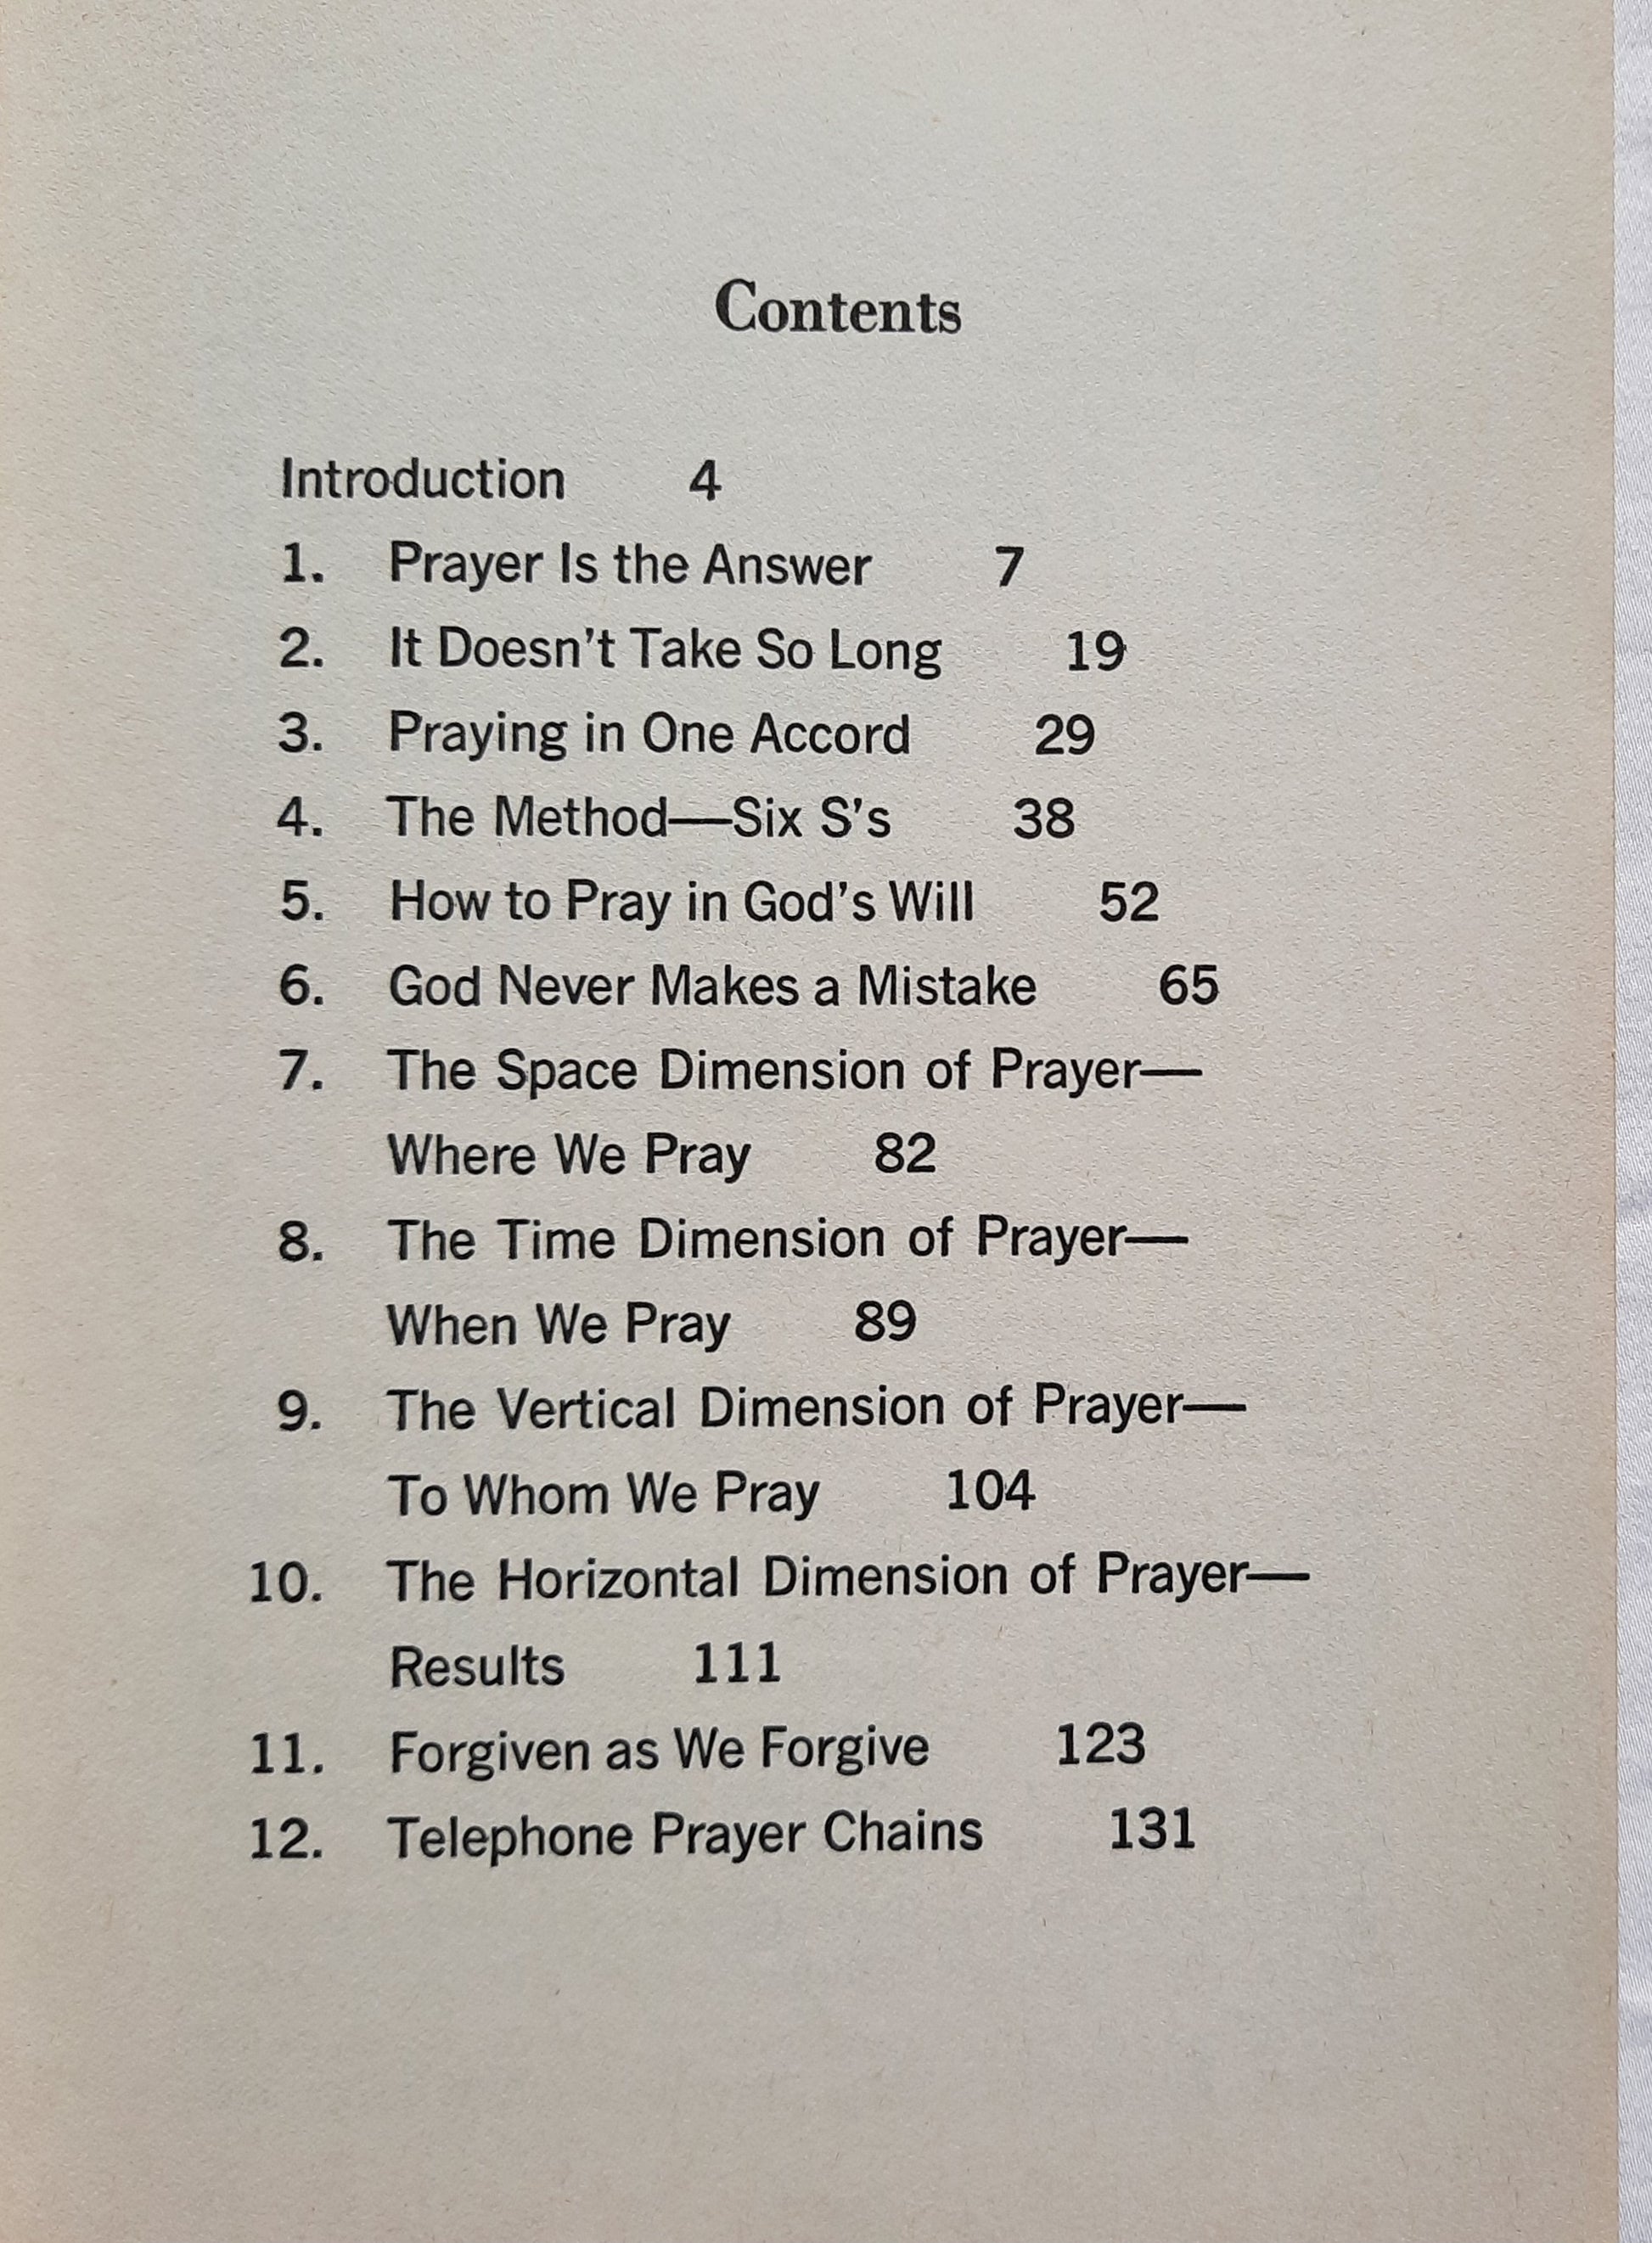 Contents
Introduction 4
1. Prayer Is the Answer 7
2. It Doesn't Take So Long 19
3. Praying in One Accord 29
4. The Method—Six S's 38
5. How to Pray in God's Will 52
6. God Never Makes a Mistake 65
7. The Space Dimension of Prayer—
Where We Pray 82
8. The Time Dimension of Prayer—
When We Pray 89
9. The Vertical Dimension of Prayer—
To Whom We Pray 104
10. The Horizontal Dimension of Prayer—
Results 111
11. Forgiven as We Forgive 123
12. Telephone Prayer Chains 131